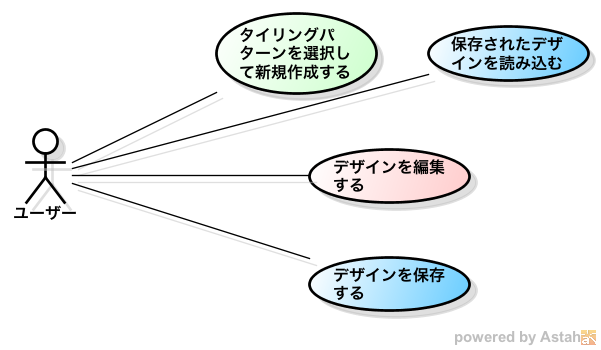 タイリングパ
ターンを選択し
て新規作成する
保存されたデザ
インを読み込む
デザインを編集
する
ユーザー
デザインを保存
する
powered by Astah